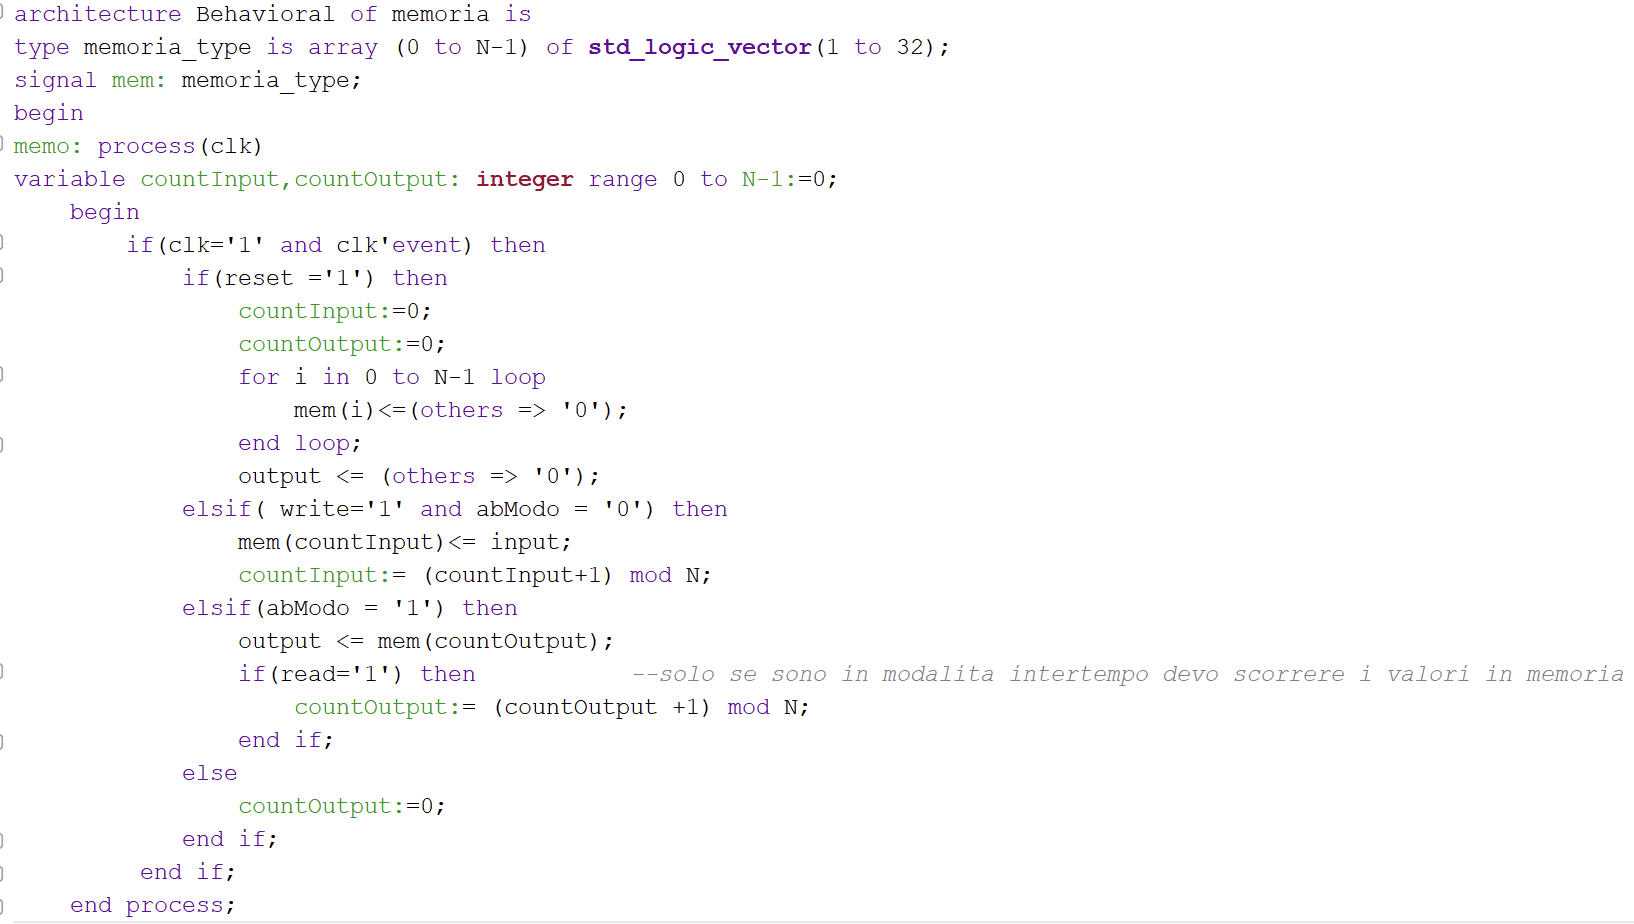 architecture Behavioral of memoria is
type memoria_type is array (0 to N-1) of std_logic_vector(1 to 32);
signal mem: memoria_type;
begin
memo: process(clk)
variable countInput,countOutput: integer range 0 to N-1:=0;
    begin
        if(clk='1' and clk'event) then
            if(reset ='1') then
                countInput:=0;
                countOutput:=0;
                for i in 0 to N-1 loop
                    mem(i)<=(others => '0');
                end loop;
                output <= (others => '0');
            elsif( write='1' and abModo = '0') then
                mem(countInput)<= input;
                countInput:= (countInput+1) mod N;
            elsif(abModo = '1') then
                output <= mem(countOutput);
                if(read='1') then           --solo se sono in modalita intertempo devo scorrere i valori in memoria
                    countOutput:= (countOutput +1) mod N;
                end if;
            else
                countOutput:=0;
            end if;
         end if;
    end process;